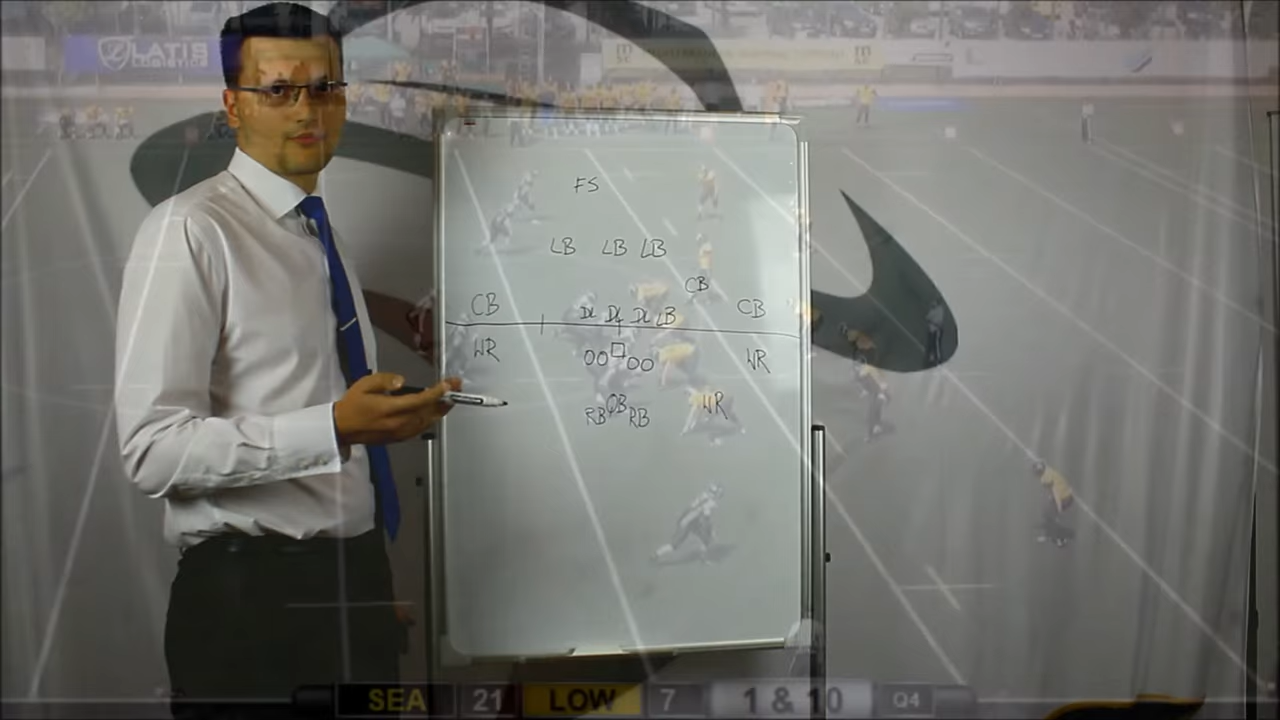 LATIS
LOGISTICS
FS
LB LB LB
CB
CB DL DL DL LB CB
WR OO OO WR
RB QB RB WR
SEA 21 LOW 7 1 & 10 Q4